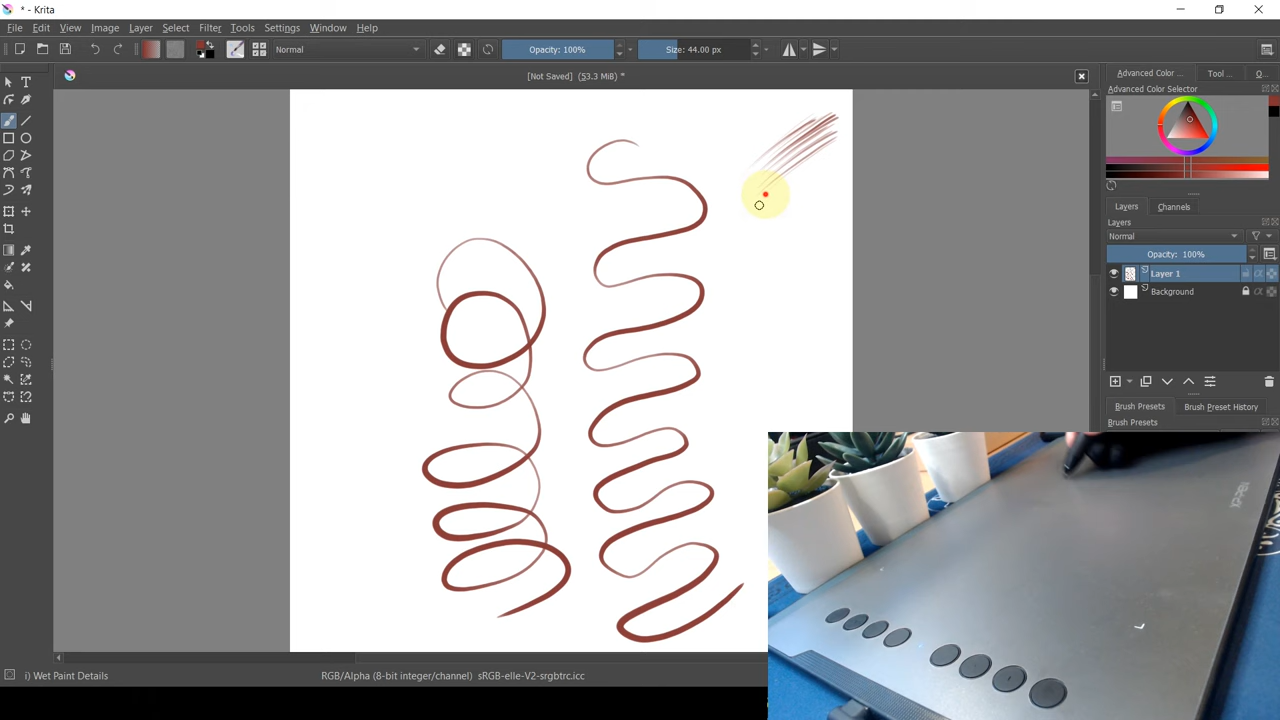 * - Krita
File Edit View Image Layer Select Filter Tools Settings Window Help
Normal
Opacity: 100%
Size: 44.00 px
[Not Saved] (53.3 MiB) *
Advanced Color ... Tool ... O...
Advanced Color Selector
Layers Channels
Layers
Normal
Opacity: 100%
Layer 1
Background
Brush Presets Brush Preset History
Brush Presets
XP-PEN
i) Wet Paint Details
RGB/Alpha (8-bit integer/channel) sRGB-elle-V2-srgbtrc.icc